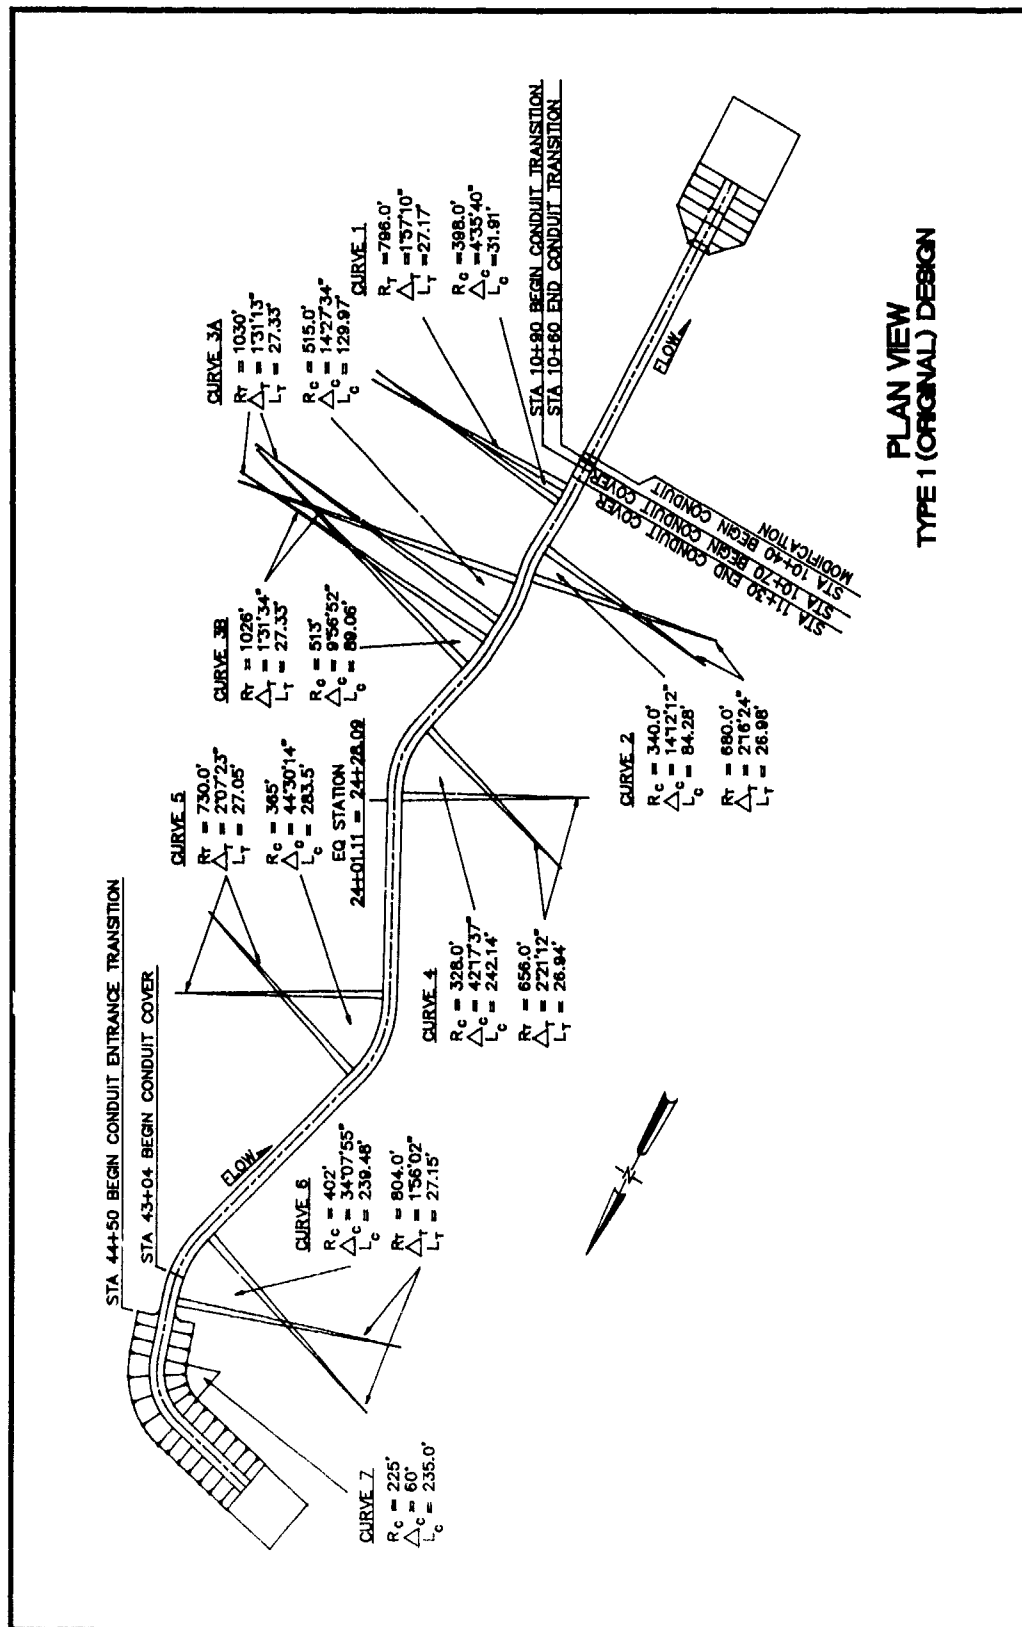 STA 44+50 BEGIN CONDUIT ENTRANCE TRANSITION
STA 43+04 BEGIN CONDUIT COVER
CURVE 7
Rc = 225'
△c = 60°
Lc = 235.0'
FLOW
CURVE 6
Rc = 402'
△c = 34°07'55"
Lc = 239.48'
RT = 804.0'
△T = 1°56'02"
LT = 27.15'
N
CURVE 5
RT = 730.0'
△T = 2°07'23"
LT = 27.05'
Rc = 365'
△c = 44°30'14"
Lc = 283.5'
EQ STATION
24+01.11 = 24+28.09
CURVE 4
Rc = 328.0'
△c = 42°17'37"
Lc = 242.14'
RT = 656.0'
△T = 2°21'12"
LT = 26.94'
CURVE 3B
RT = 1026'
△T = 1°31'34"
LT = 27.33'
Rc = 513'
△c = 9°56'52"
Lc = 89.06'
CURVE 3A
RT = 1030'
△T = 1°31'13"
LT = 27.33'
Rc = 515.0'
△c = 14°27'34"
Lc = 129.97'
CURVE 2
Rc = 340.0'
△c = 14°12'12"
Lc = 84.28'
RT = 680.0'
△T = 2°16'24"
LT = 26.98'
CURVE 1
RT = 796.0'
△T = 1°57'10"
LT = 27.17'
Rc = 398.0'
△c = 4°35'40"
Lc = 31.91'
STA 10+90 BEGIN CONDUIT TRANSITION
STA 10+60 END CONDUIT TRANSITION
STA 11+30 END CONDUIT COVER
STA 10+70 BEGIN CONDUIT COVER
STA 10+40 BEGIN CONDUIT
MODIFICATION
FLOW
PLAN VIEW
TYPE 1 (ORIGINAL) DESIGN